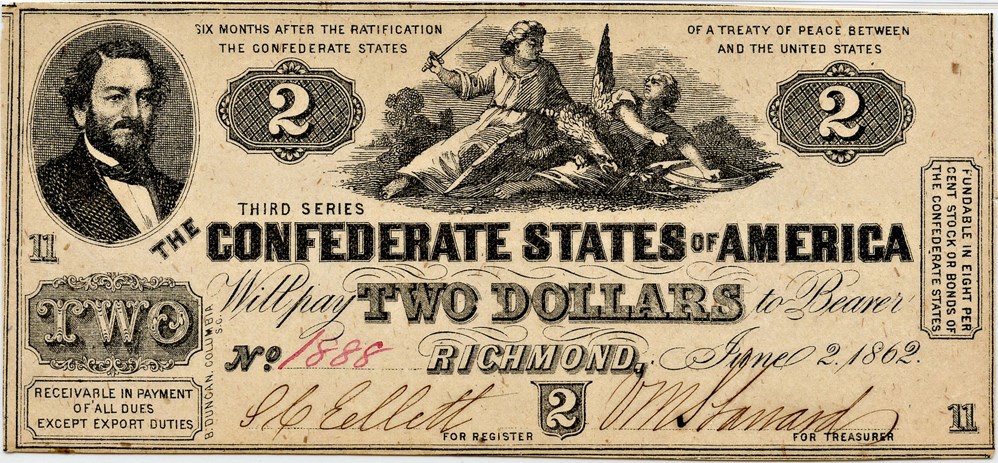 SIX MONTHS AFTER THE RATIFICATION OF A TREATY OF PEACE BETWEEN
THE CONFEDERATE STATES AND THE UNITED STATES
2 2
THIRD SERIES
THE CONFEDERATE STATES OF AMERICA
11
Will pay TWO DOLLARS to Bearer
TWO
No 1888 RICHMOND, June 2. 1862.
RECEIVABLE IN PAYMENT
OF ALL DUES
EXCEPT EXPORT DUTIES
B. DUNCAN, COLUMBIA
S.C.
2
FOR REGISTER
FOR TREASURER
11
FUNDABLE IN EIGHT PER
CENT STOCK OR BONDS OF
THE CONFEDERATE STATES